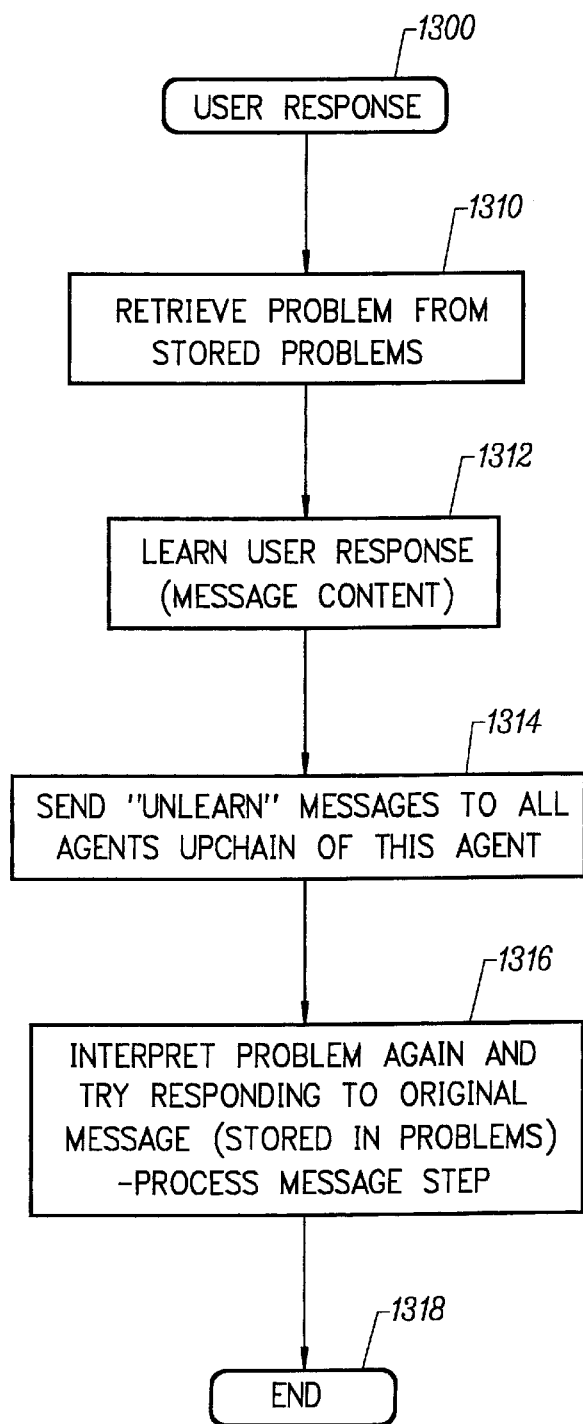 1300
USER RESPONSE
1310
RETRIEVE PROBLEM FROM
STORED PROBLEMS
1312
LEARN USER RESPONSE
(MESSAGE CONTENT)
1314
SEND "UNLEARN" MESSAGES TO ALL
AGENTS UPCHAIN OF THIS AGENT
1316
INTERPRET PROBLEM AGAIN AND
TRY RESPONDING TO ORIGINAL
MESSAGE (STORED IN PROBLEMS)
-PROCESS MESSAGE STEP
1318
END